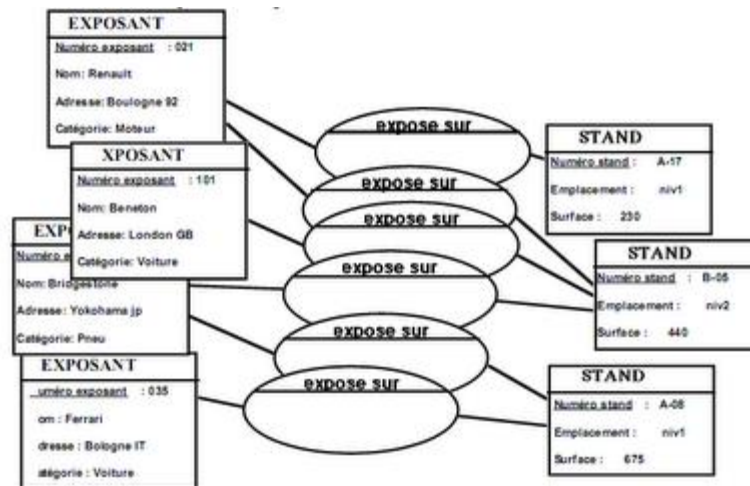 EXPOSANT
Numéro exposant : 021
Nom: Renault
Adresse: Boulogne 92
Catégorie: Moteur
XPOSANT
Numéro exposant : 101
Nom: Beneton
Adresse: London GB
Catégorie: Voiture
EXPO
Numéro e
Nom: Bridgestone
Adresse: Yokohama jp
Catégorie: Pneu
EXPOSANT
uméro exposant : 035
om : Ferrari
dresse : Bologne IT
atégorie : Voiture
expose sur
expose sur
expose sur
expose sur
expose sur
expose sur
STAND
Numéro stand : A-17
Emplacement : niv1
Surface : 230
STAND
Numéro stand : B-05
Emplacement : niv2
Surface : 440
STAND
Numéro stand : A-08
Emplacement : niv1
Surface : 675